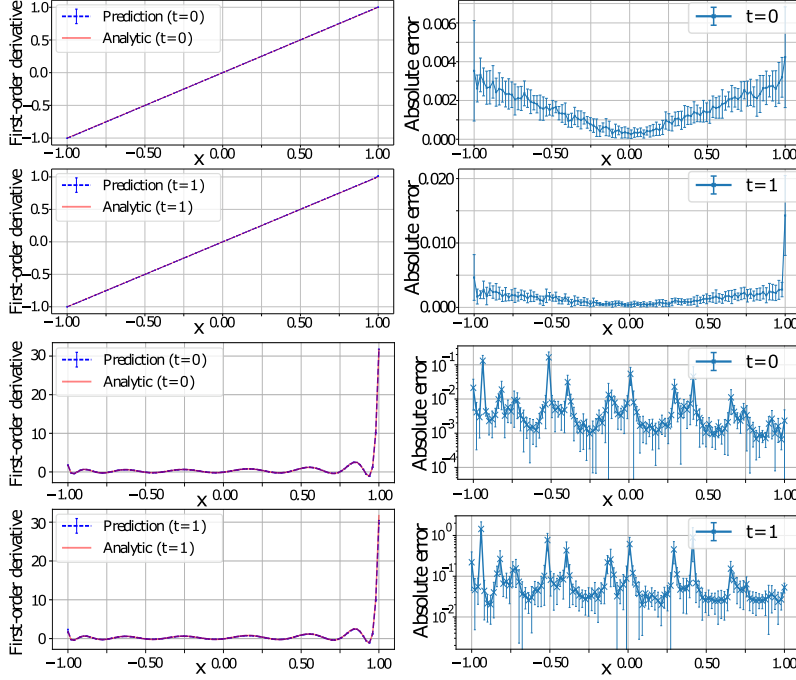 First-order derivative
1.0
0.5
0.0
−0.5
−1.0
Prediction (t=0)
Analytic (t=0)
−1.00
−0.50
0.00
0.50
1.00
x
Absolute error
0.006
0.004
0.002
0.000
t=0
−1.00
−0.50
0.00
0.50
1.00
x
First-order derivative
1.0
0.5
0.0
−0.5
−1.0
Prediction (t=1)
Analytic (t=1)
−1.00
−0.50
0.00
0.50
1.00
x
Absolute error
0.020
0.010
0.000
t=1
−1.00
−0.50
0.00
0.50
1.00
x
First-order derivative
30
20
10
0
Prediction (t=0)
Analytic (t=0)
−1.00
−0.50
0.00
0.50
1.00
x
Absolute error
10⁻¹
10⁻²
10⁻³
10⁻⁴
t=0
−1.00
−0.50
0.00
0.50
1.00
x
First-order derivative
30
20
10
0
Prediction (t=1)
Analytic (t=1)
−1.00
−0.50
0.00
0.50
1.00
x
Absolute error
10⁰
10⁻¹
10⁻²
t=1
−1.00
−0.50
0.00
0.50
1.00
x